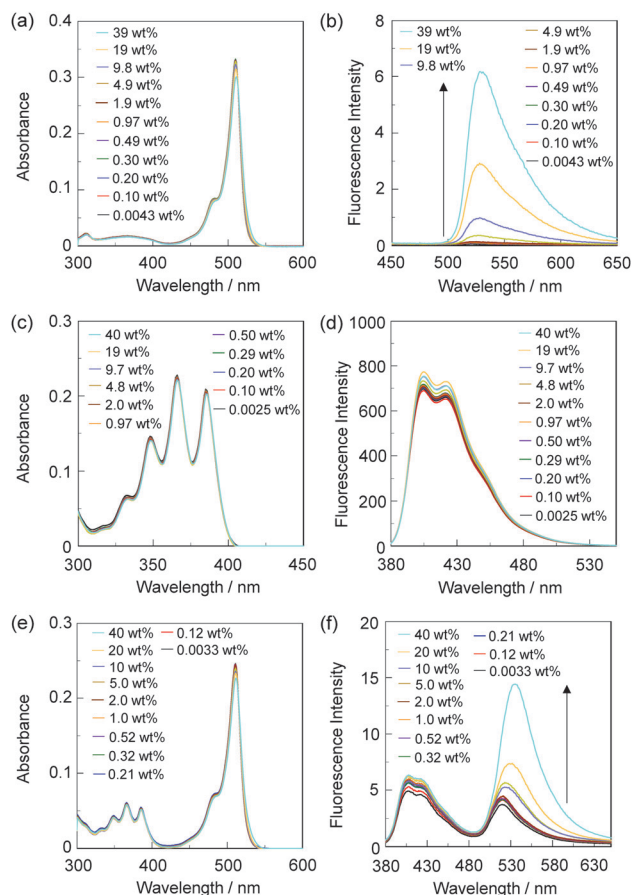 (a)
Absorbance
0.4
0.3
0.2
0.1
0
39 wt%
19 wt%
9.8 wt%
4.9 wt%
1.9 wt%
0.97 wt%
0.49 wt%
0.30 wt%
0.20 wt%
0.10 wt%
0.0043 wt%
300 400 500 600
Wavelength / nm
(b)
Fluorescence Intensity
8
6
4
2
0
39 wt%
19 wt%
9.8 wt%
4.9 wt%
1.9 wt%
0.97 wt%
0.49 wt%
0.30 wt%
0.20 wt%
0.10 wt%
0.0043 wt%
450 500 550 600 650
Wavelength / nm
(c)
Absorbance
0.3
0.2
0.1
0
40 wt%
19 wt%
9.7 wt%
4.8 wt%
2.0 wt%
0.97 wt%
0.50 wt%
0.29 wt%
0.20 wt%
0.10 wt%
0.0025 wt%
300 350 400 450
Wavelength / nm
(d)
Fluorescence Intensity
1000
800
600
400
200
0
40 wt%
19 wt%
9.7 wt%
4.8 wt%
2.0 wt%
0.97 wt%
0.50 wt%
0.29 wt%
0.20 wt%
0.10 wt%
0.0025 wt%
380 430 480 530
Wavelength / nm
(e)
Absorbance
0.3
0.2
0.1
0
40 wt%
20 wt%
10 wt%
5.0 wt%
2.0 wt%
1.0 wt%
0.52 wt%
0.32 wt%
0.21 wt%
0.12 wt%
0.0033 wt%
300 400 500 600
Wavelength / nm
(f)
Fluorescence Intensity
20
15
10
5
0
40 wt%
20 wt%
10 wt%
5.0 wt%
2.0 wt%
1.0 wt%
0.52 wt%
0.32 wt%
0.21 wt%
0.12 wt%
0.0033 wt%
380 430 480 530 580 630
Wavelength / nm